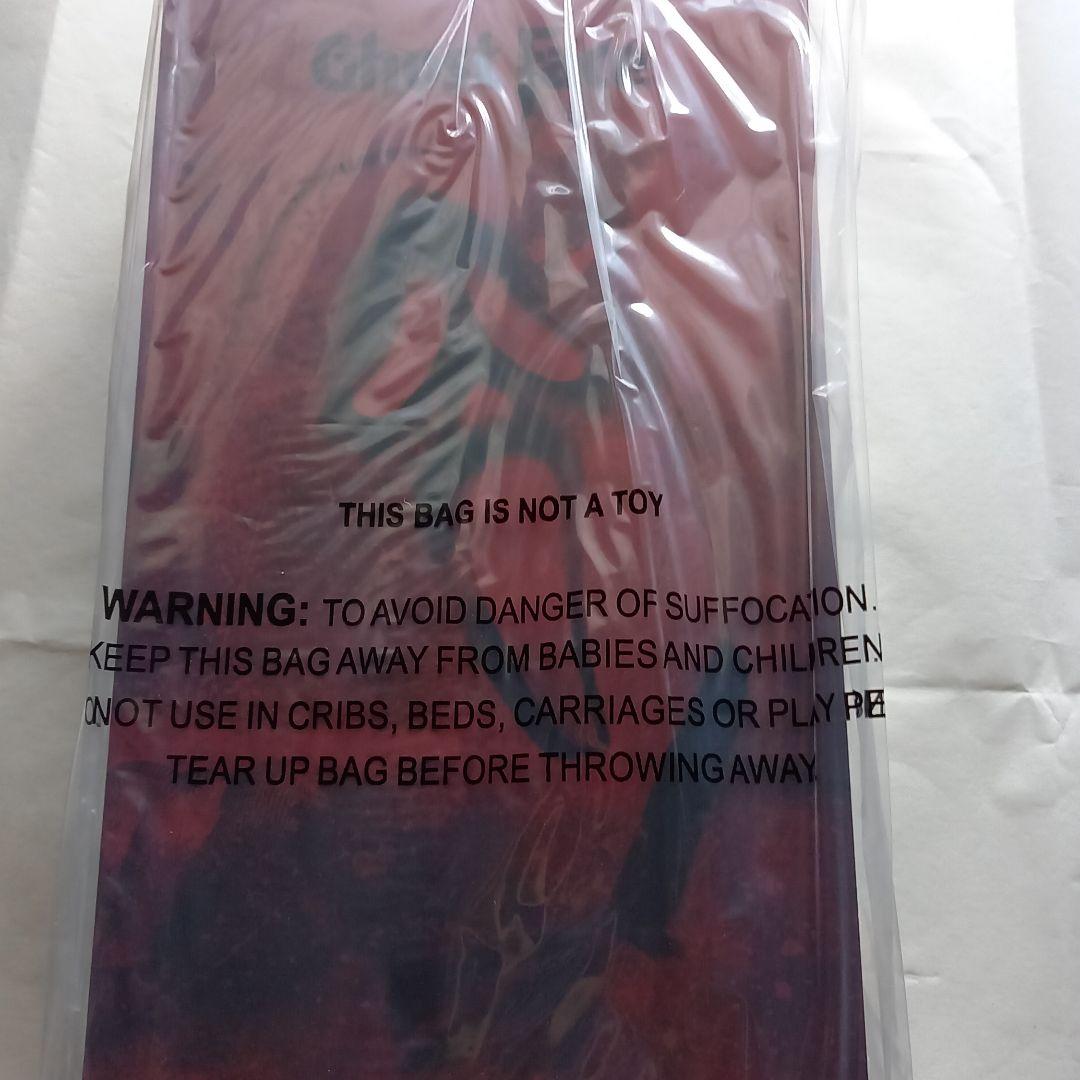 THIS BAG IS NOT A TOY
WARNING: TO AVOID DANGER OF SUFFOCATION.
KEEP THIS BAG AWAY FROM BABIES AND CHILDREN
NOT USE IN CRIBS, BEDS, CARRIAGES OR PLAY
TEAR UP BAG BEFORE THROWING AWAY.